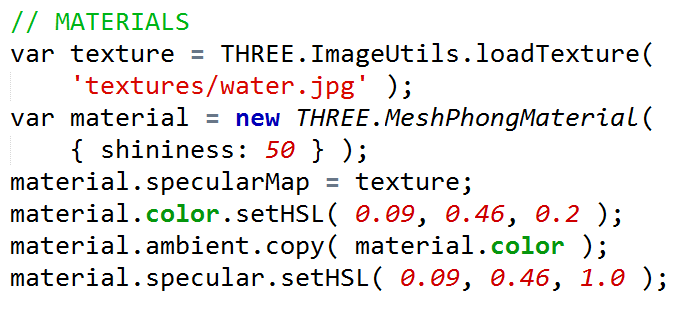 // MATERIALS
var texture = THREE.ImageUtils.loadTexture(
    'textures/water.jpg' );
var material = new THREE.MeshPhongMaterial(
    { shininess: 50 } );
material.specularMap = texture;
material.color.setHSL( 0.09, 0.46, 0.2 );
material.ambient.copy( material.color );
material.specular.setHSL( 0.09, 0.46, 1.0 );